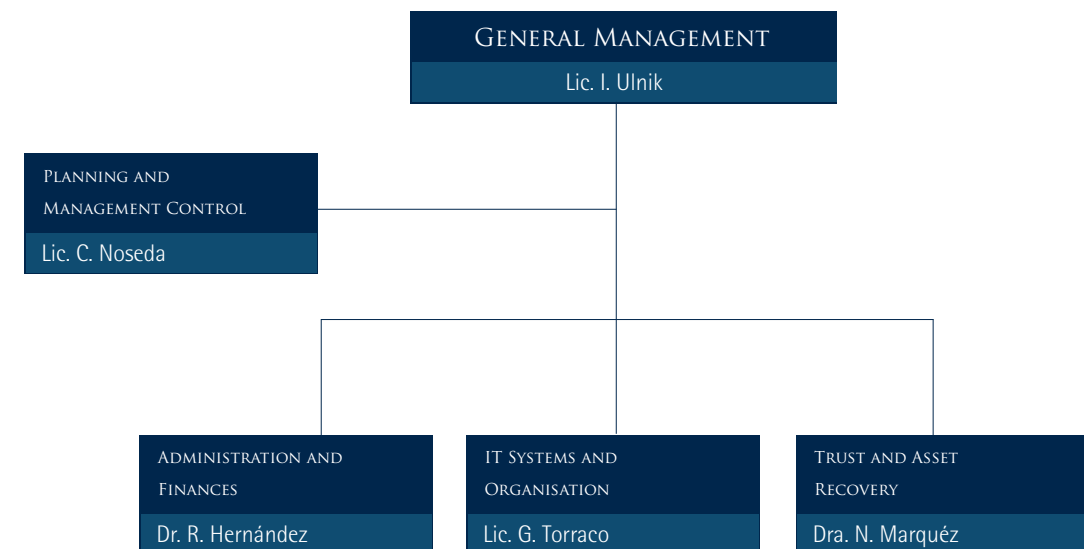 General Management
Lic. I. Ulnik
Planning and
Management Control
Lic. C. Noseda
Administration and
Finances
Dr. R. Hernández
IT Systems and
Organisation
Lic. G. Torraco
Trust and Asset
Recovery
Dra. N. Marquéz